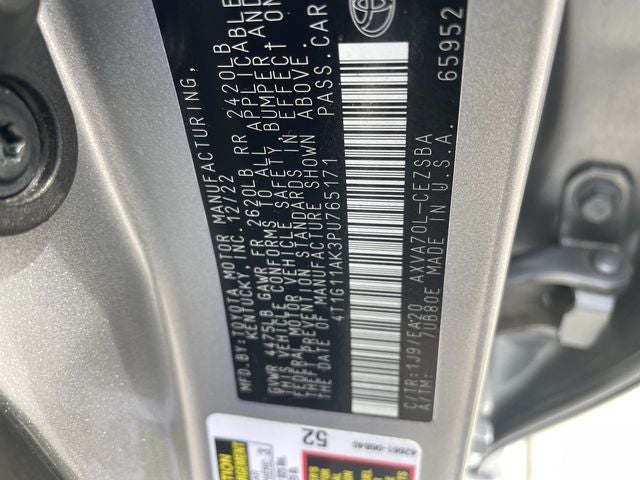 MFD.BY:TOYOTA MOTOR MANUFACTURING,
KENTUCKY, INC. 12/22
GVWR 4475LB GAWR FR 2620LB RR 2420LB
THIS VEHICLE CONFORMS TO ALL APPLICABLE
FEDERAL MOTOR VEHICLE SAFETY, BUMPER AND
THEFT PREVENTION STANDARDS IN EFFECT ON
THE DATE OF MANUFACTURE SHOWN ABOVE.
4T1G11AK3PU765171 PASS.CAR
C/TR:1J9/EA20 AXVA70L-CEZSBA
A/TM: 7UB80E MADE IN U.S.A. 65952
52